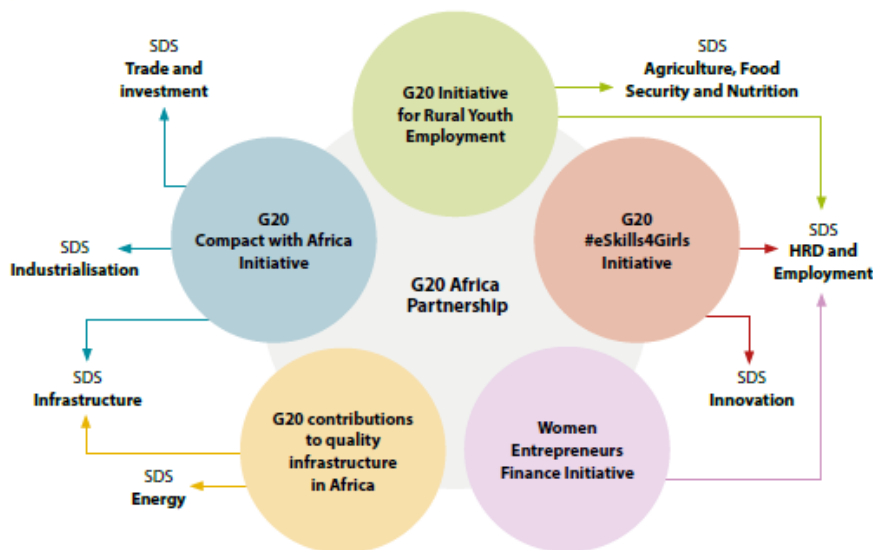 SDS
Trade and
investment
G20 Initiative
for Rural Youth
Employment
SDS
Agriculture, Food
Security and Nutrition
G20
Compact with Africa
Initiative
G20
#eSkills4Girls
Initiative
SDS
Industrialisation
SDS
HRD and
Employment
G20 Africa
Partnership
SDS
Infrastructure
SDS
Innovation
G20 contributions
to quality
infrastructure
in Africa
Women
Entrepreneurs
Finance Initiative
SDS
Energy